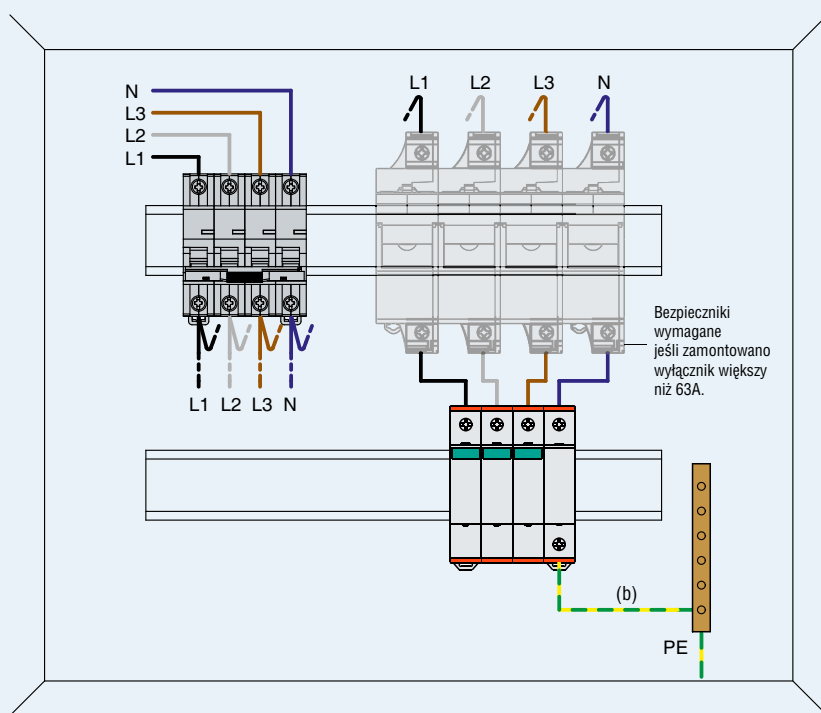 L1 L2 L3 N
N
L3
L2
L1
Bezpieczniki
wymagane
jeśli zamontowano
wyłącznik większy
niż 63A.
L1 L2 L3 N
(b)
PE